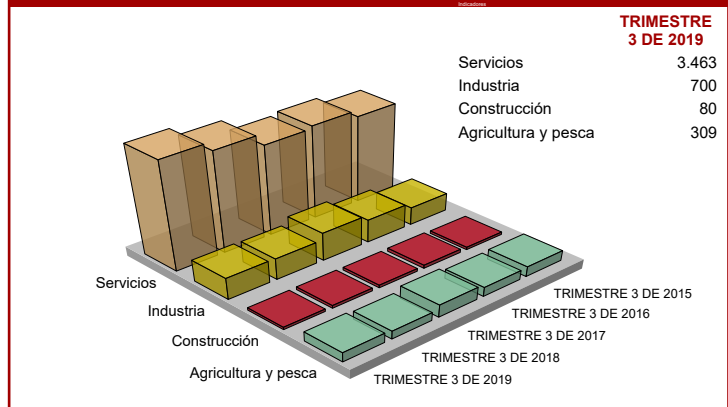 Indicadores
TRIMESTRE
3 DE 2019
Servicios 3.463
Industria 700
Construcción 80
Agricultura y pesca 309
Servicios
Industria
Construcción
Agricultura y pesca
TRIMESTRE 3 DE 2015
TRIMESTRE 3 DE 2016
TRIMESTRE 3 DE 2017
TRIMESTRE 3 DE 2018
TRIMESTRE 3 DE 2019